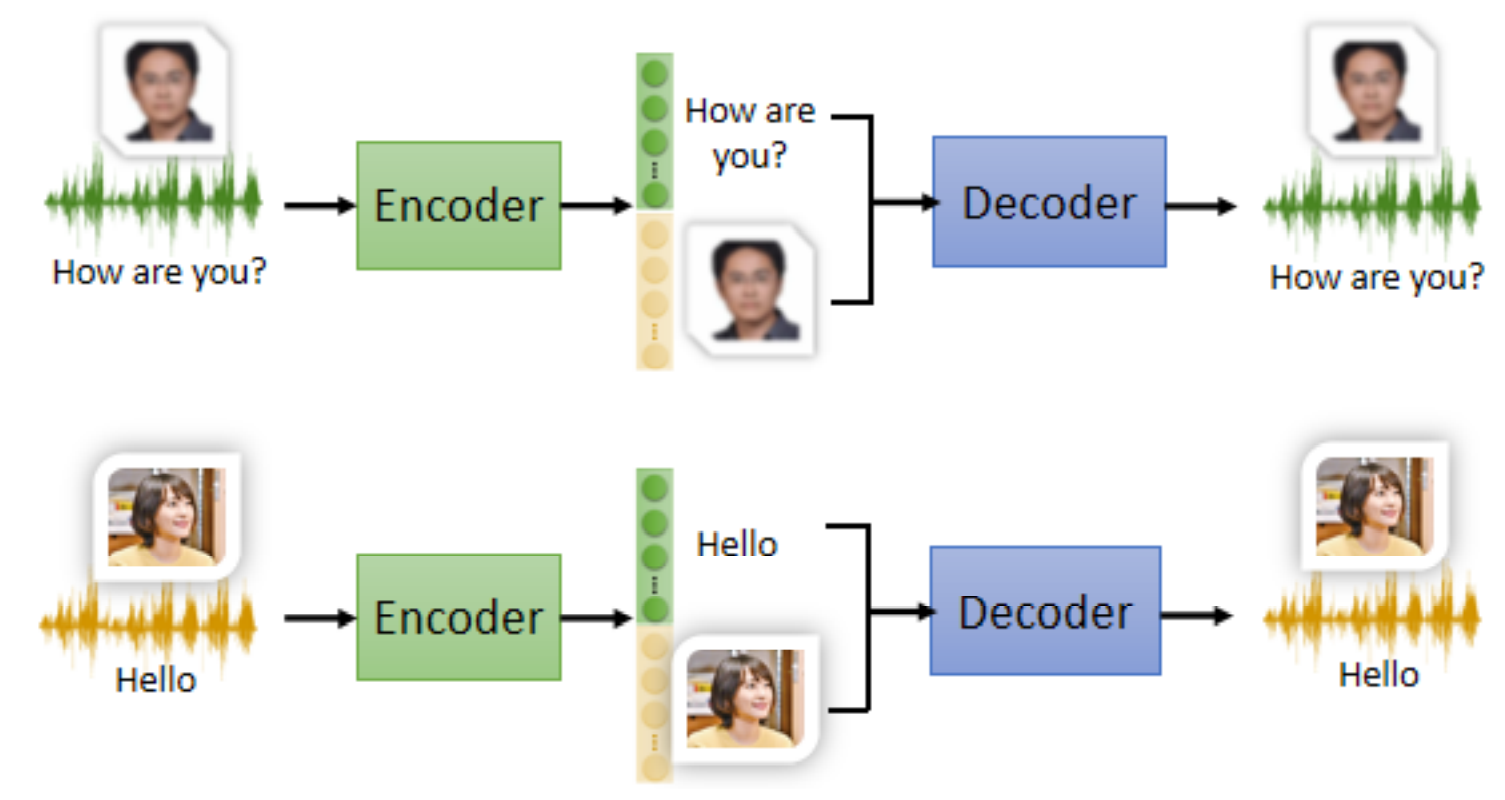 How are you?
Encoder
How are
you?
Decoder
How are you?
Hello
Encoder
Hello
Decoder
Hello